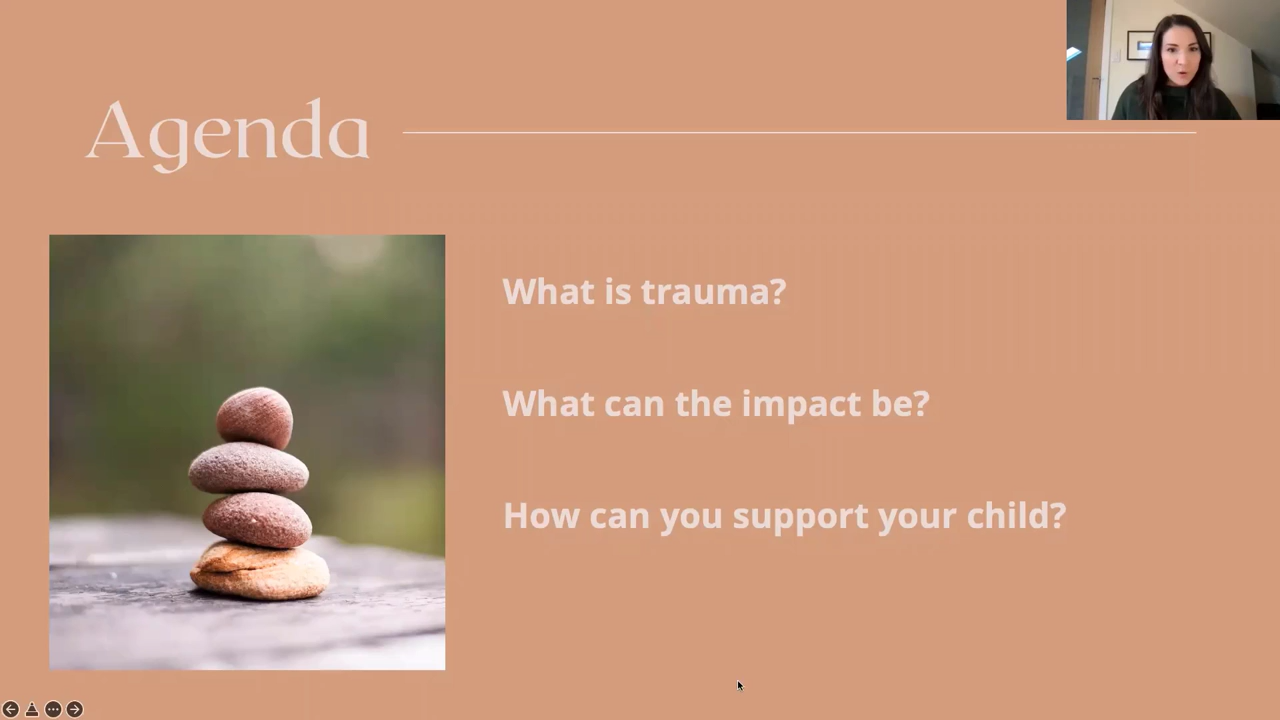 Agenda
What is trauma?
What can the impact be?
How can you support your child?